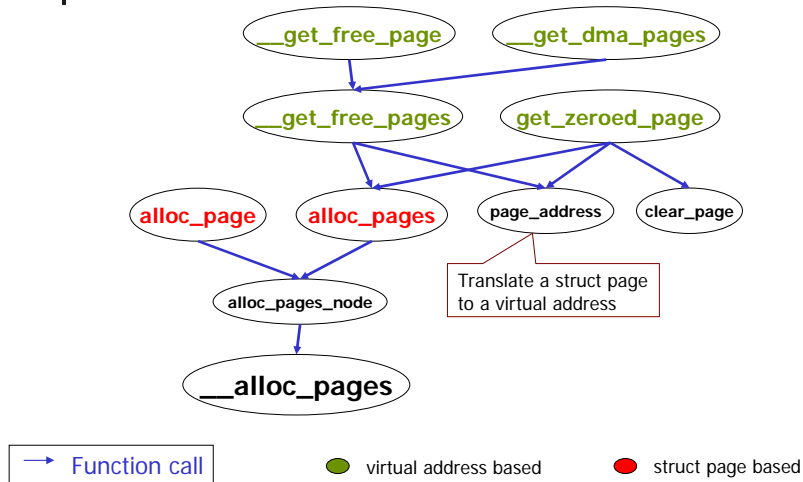 __get_free_page
__get_dma_pages
__get_free_pages
get_zeroed_page
alloc_page
alloc_pages
page_address
clear_page
Translate a struct page
to a virtual address
alloc_pages_node
__alloc_pages
Function call
virtual address based
struct page based